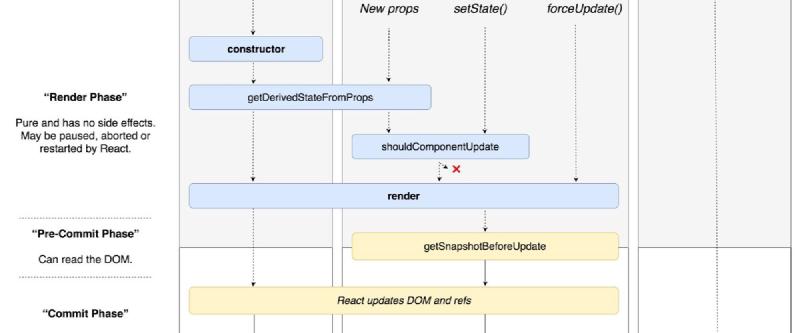 New props setState() forceUpdate()
constructor
“Render Phase”
getDerivedStateFromProps
Pure and has no side effects.
May be paused, aborted or
restarted by React.
shouldComponentUpdate
render
“Pre-Commit Phase”
getSnapshotBeforeUpdate
Can read the DOM.
React updates DOM and refs
“Commit Phase”